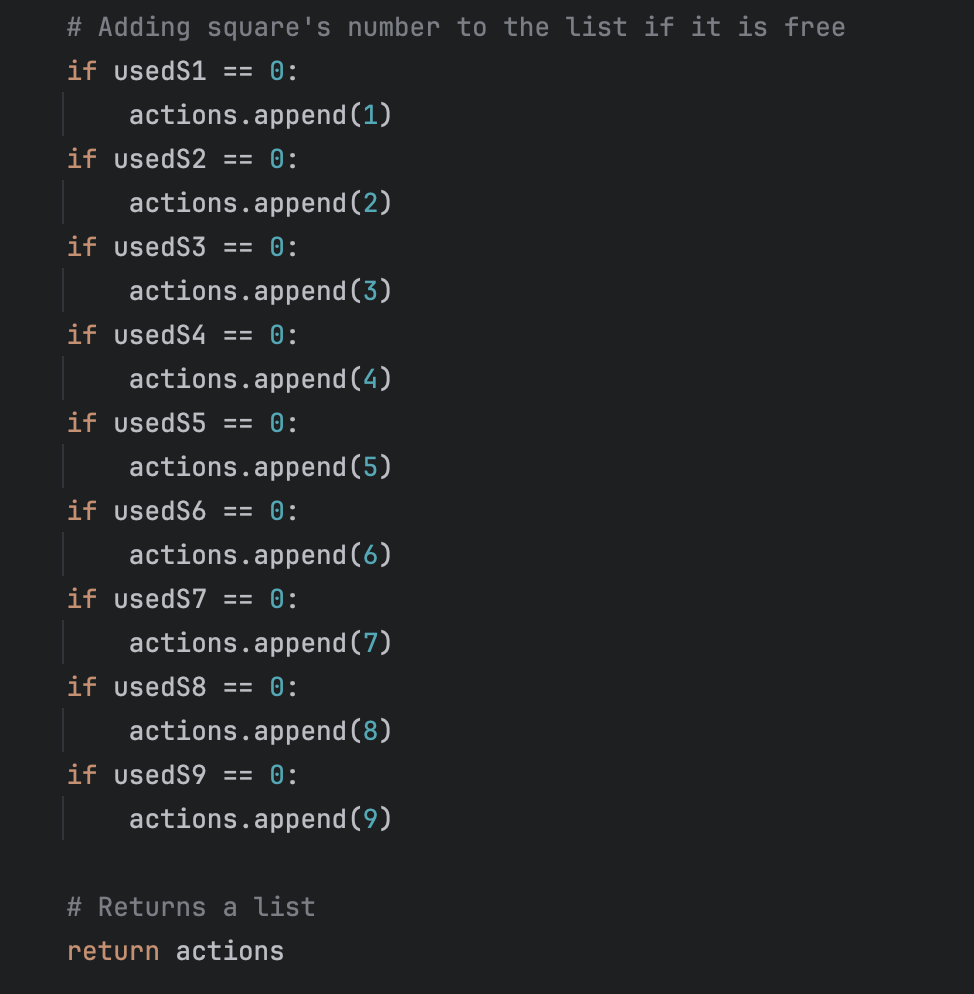 # Adding square's number to the list if it is free
if usedS1 == 0:
    actions.append(1)
if usedS2 == 0:
    actions.append(2)
if usedS3 == 0:
    actions.append(3)
if usedS4 == 0:
    actions.append(4)
if usedS5 == 0:
    actions.append(5)
if usedS6 == 0:
    actions.append(6)
if usedS7 == 0:
    actions.append(7)
if usedS8 == 0:
    actions.append(8)
if usedS9 == 0:
    actions.append(9)

# Returns a list
return actions